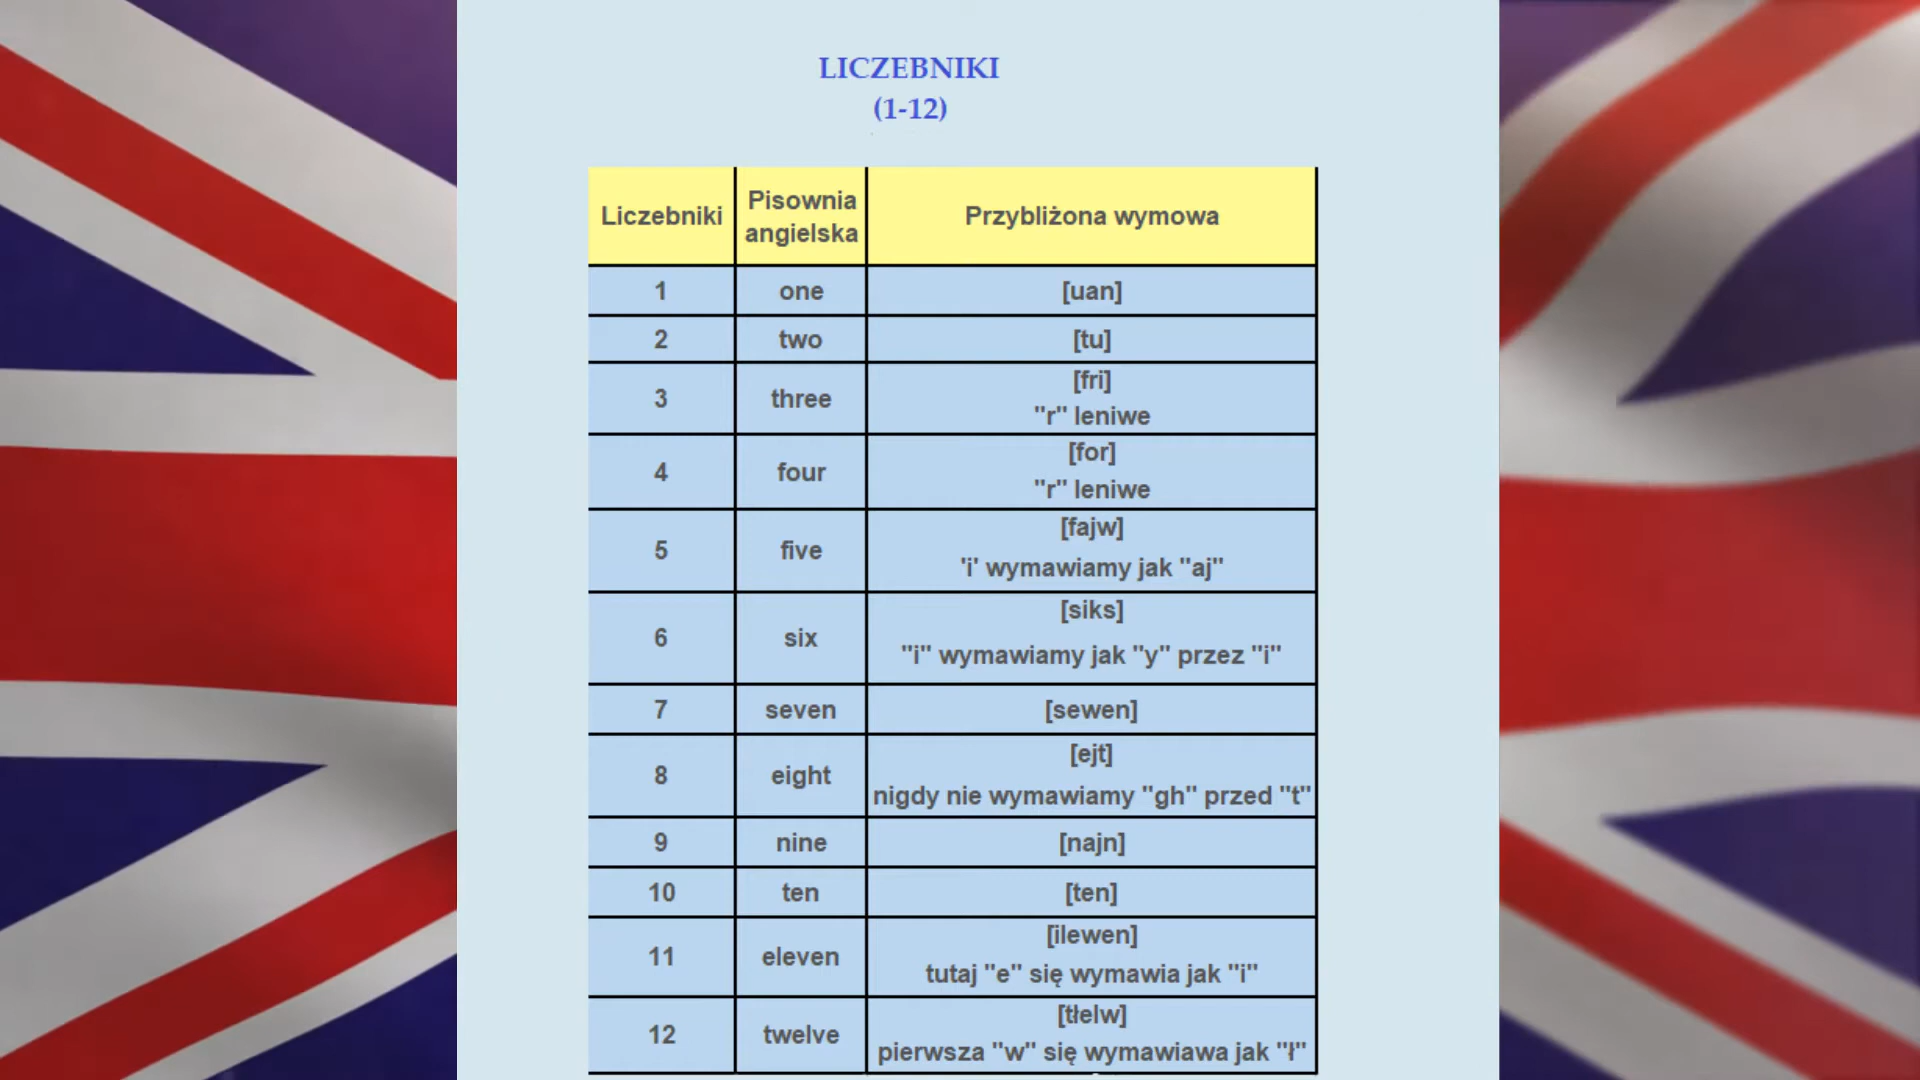 LICZEBNIKI
(1-12)
Liczebniki Pisownia angielska Przybliżona wymowa
1 one [uan]
2 two [tu]
3 three [fri]
"r" leniwe
4 four [for]
"r" leniwe
5 five [fajw]
'i' wymawiamy jak "aj"
6 six [siks]
"i" wymawiamy jak "y" przez "i"
7 seven [sewen]
8 eight [ejt]
nigdy nie wymawiamy "gh" przed "t"
9 nine [najn]
10 ten [ten]
11 eleven [ilewen]
tutaj "e" się wymawia jak "i"
12 twelve [tłelw]
pierwsza "w" się wymawiawa jak "ł"